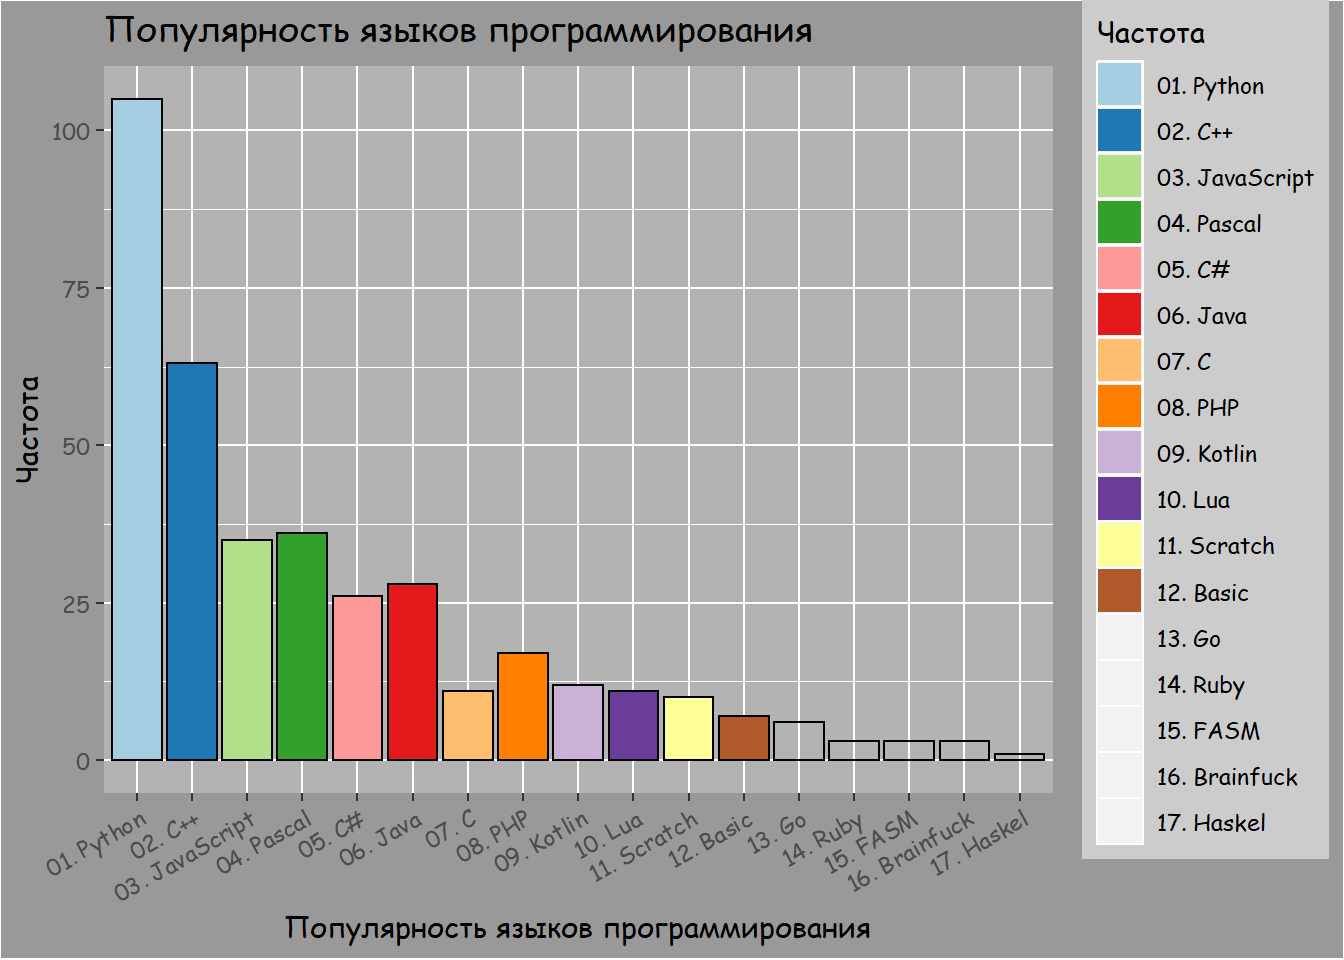 Популярность языков программирования
Частота
100
75
50
25
0
01. Python
02. C++
03. JavaScript
04. Pascal
05. C#
06. Java
07. C
08. PHP
09. Kotlin
10. Lua
11. Scratch
12. Basic
13. Go
14. Ruby
15. FASM
16. Brainfuck
17. Haskel
Популярность языков программирования
Частота
01. Python
02. C++
03. JavaScript
04. Pascal
05. C#
06. Java
07. C
08. PHP
09. Kotlin
10. Lua
11. Scratch
12. Basic
13. Go
14. Ruby
15. FASM
16. Brainfuck
17. Haskel